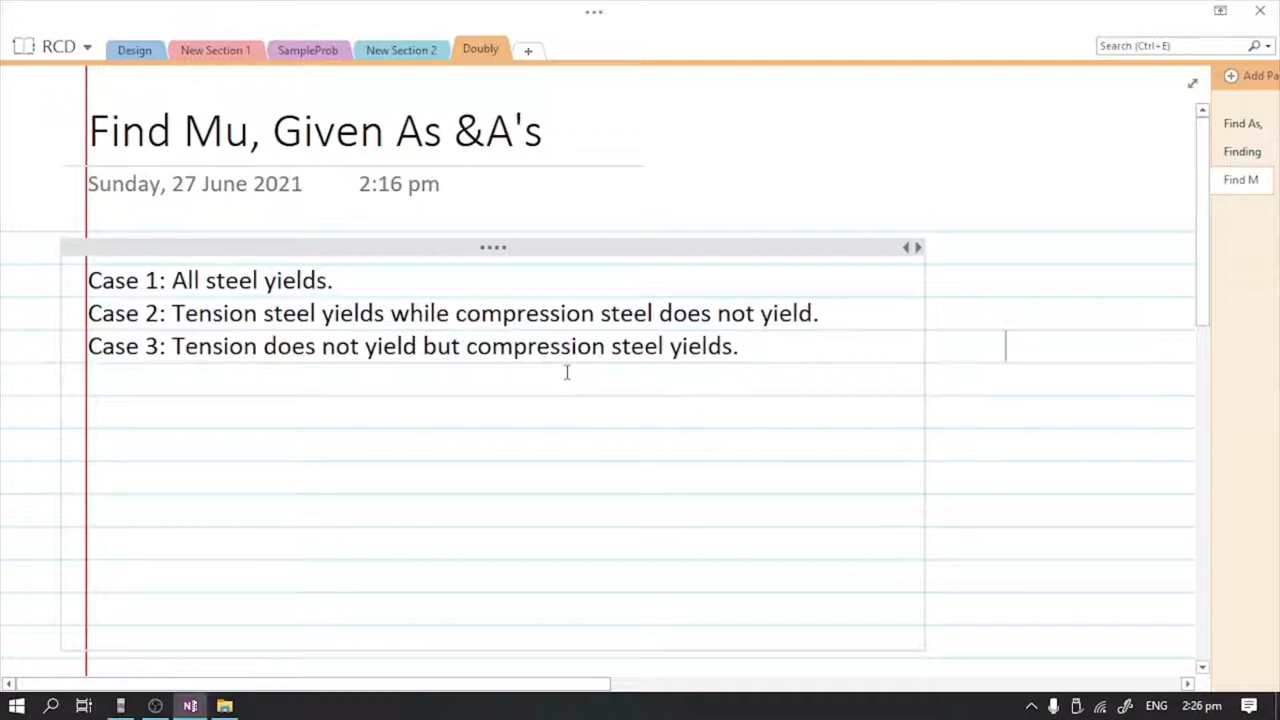 RCD
Design
New Section 1
SampleProb
New Section 2
Doubly
+
Search (Ctrl+E)
Add Pa
Find Mu, Given As &A's
Sunday, 27 June 2021 2:16 pm
Find As,
Finding
Find M
Case 1: All steel yields.
Case 2: Tension steel yields while compression steel does not yield.
Case 3: Tension does not yield but compression steel yields.
ENG
2:26 pm